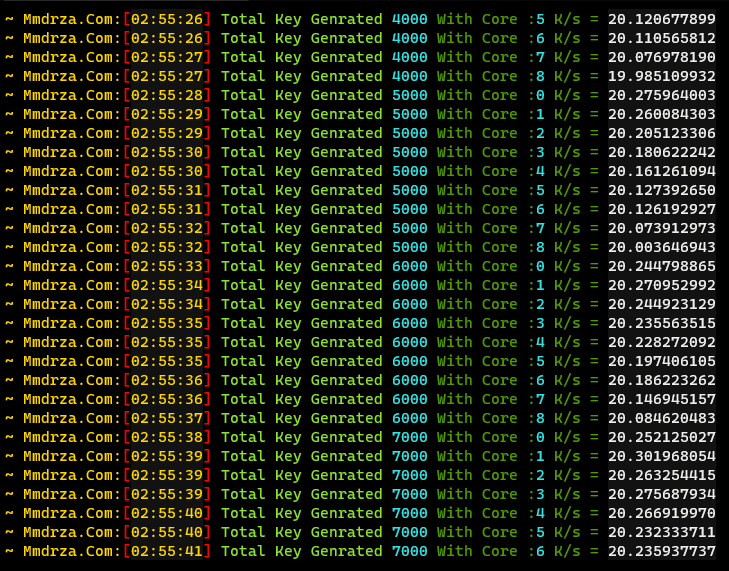 ~ Mmdrza.Com:[02:55:26] Total Key Genrated 4000 With Core :5 K/s = 20.120677899
~ Mmdrza.Com:[02:55:26] Total Key Genrated 4000 With Core :6 K/s = 20.110565812
~ Mmdrza.Com:[02:55:27] Total Key Genrated 4000 With Core :7 K/s = 20.076978190
~ Mmdrza.Com:[02:55:27] Total Key Genrated 4000 With Core :8 K/s = 19.985109932
~ Mmdrza.Com:[02:55:28] Total Key Genrated 5000 With Core :0 K/s = 20.275964003
~ Mmdrza.Com:[02:55:29] Total Key Genrated 5000 With Core :1 K/s = 20.260084303
~ Mmdrza.Com:[02:55:29] Total Key Genrated 5000 With Core :2 K/s = 20.205123306
~ Mmdrza.Com:[02:55:30] Total Key Genrated 5000 With Core :3 K/s = 20.180622242
~ Mmdrza.Com:[02:55:30] Total Key Genrated 5000 With Core :4 K/s = 20.161261094
~ Mmdrza.Com:[02:55:31] Total Key Genrated 5000 With Core :5 K/s = 20.127392650
~ Mmdrza.Com:[02:55:31] Total Key Genrated 5000 With Core :6 K/s = 20.126192927
~ Mmdrza.Com:[02:55:32] Total Key Genrated 5000 With Core :7 K/s = 20.073912973
~ Mmdrza.Com:[02:55:32] Total Key Genrated 5000 With Core :8 K/s = 20.003646943
~ Mmdrza.Com:[02:55:33] Total Key Genrated 6000 With Core :0 K/s = 20.244798865
~ Mmdrza.Com:[02:55:34] Total Key Genrated 6000 With Core :1 K/s = 20.270952992
~ Mmdrza.Com:[02:55:34] Total Key Genrated 6000 With Core :2 K/s = 20.244923129
~ Mmdrza.Com:[02:55:35] Total Key Genrated 6000 With Core :3 K/s = 20.235563515
~ Mmdrza.Com:[02:55:35] Total Key Genrated 6000 With Core :4 K/s = 20.228272092
~ Mmdrza.Com:[02:55:35] Total Key Genrated 6000 With Core :5 K/s = 20.197406105
~ Mmdrza.Com:[02:55:36] Total Key Genrated 6000 With Core :6 K/s = 20.186223262
~ Mmdrza.Com:[02:55:36] Total Key Genrated 6000 With Core :7 K/s = 20.146945157
~ Mmdrza.Com:[02:55:37] Total Key Genrated 6000 With Core :8 K/s = 20.084620483
~ Mmdrza.Com:[02:55:38] Total Key Genrated 7000 With Core :0 K/s = 20.252125027
~ Mmdrza.Com:[02:55:39] Total Key Genrated 7000 With Core :1 K/s = 20.301968054
~ Mmdrza.Com:[02:55:39] Total Key Genrated 7000 With Core :2 K/s = 20.263254415
~ Mmdrza.Com:[02:55:39] Total Key Genrated 7000 With Core :3 K/s = 20.275687934
~ Mmdrza.Com:[02:55:40] Total Key Genrated 7000 With Core :4 K/s = 20.266919970
~ Mmdrza.Com:[02:55:40] Total Key Genrated 7000 With Core :5 K/s = 20.232333711
~ Mmdrza.Com:[02:55:41] Total Key Genrated 7000 With Core :6 K/s = 20.235937737